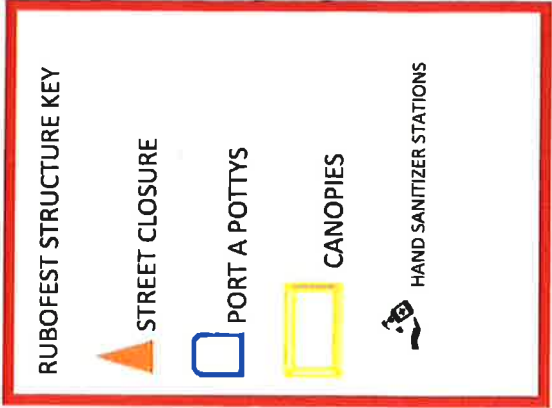 RUBOFEST STRUCTURE KEY
STREET CLOSURE
PORT A POTTYS
CANOPIES
HAND SANITIZER STATIONS